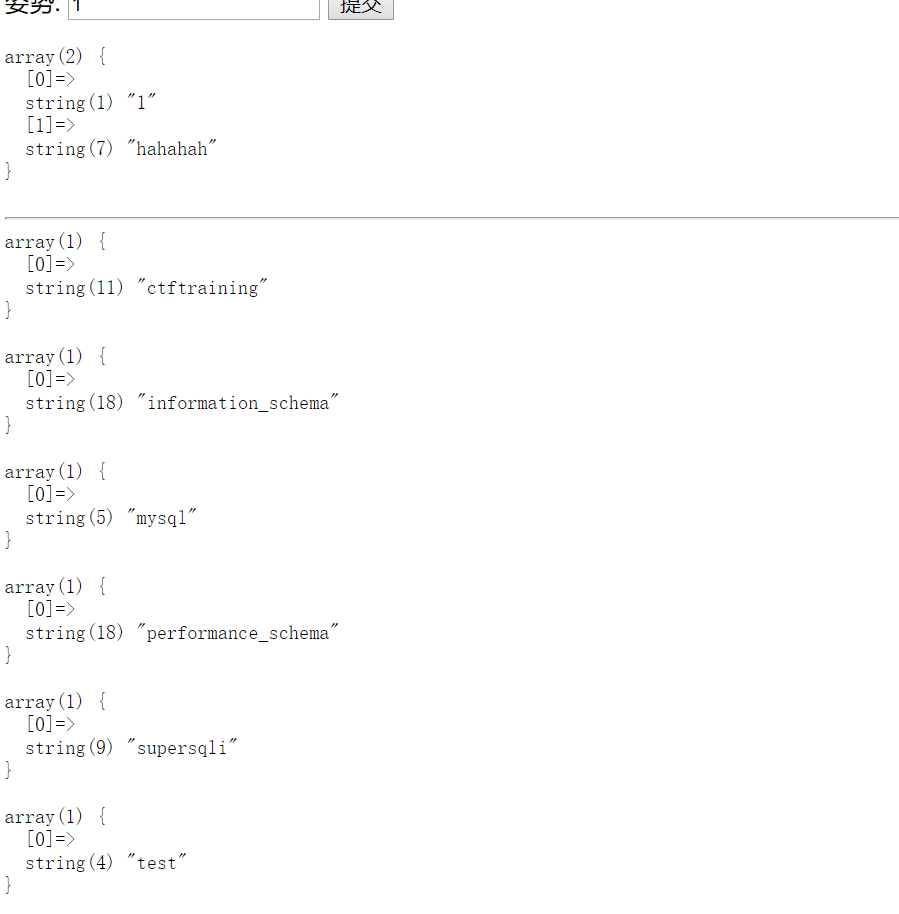 姿势: 1 提交
array(2) {
  [0]=>
  string(1) "1"
  [1]=>
  string(7) "hahahah"
}
array(1) {
  [0]=>
  string(11) "ctftraining"
}
array(1) {
  [0]=>
  string(18) "information_schema"
}
array(1) {
  [0]=>
  string(5) "mysql"
}
array(1) {
  [0]=>
  string(18) "performance_schema"
}
array(1) {
  [0]=>
  string(9) "supersqli"
}
array(1) {
  [0]=>
  string(4) "test"
}